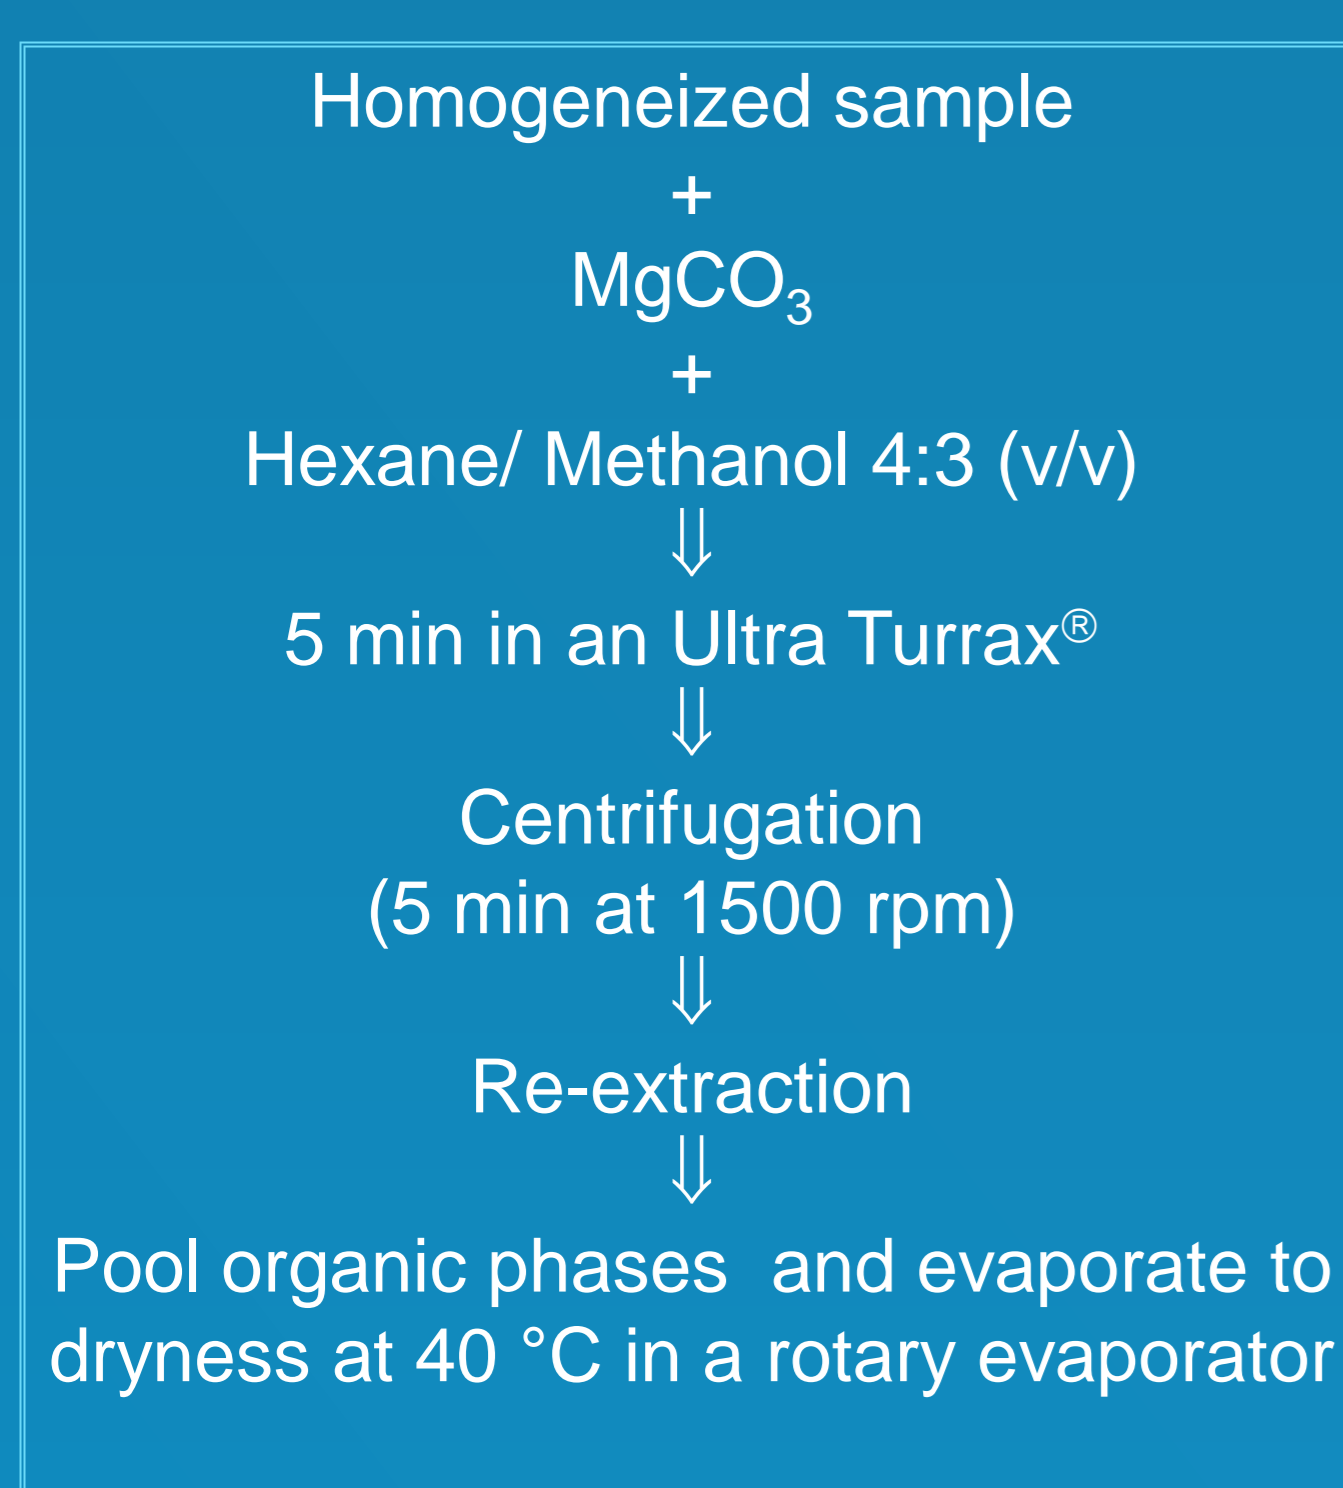 Homogeneized sample
+
MgCO₃
+
Hexane/ Methanol 4:3 (v/v)
⇓
5 min in an Ultra Turrax®
⇓
Centrifugation
(5 min at 1500 rpm)
⇓
Re-extraction
⇓
Pool organic phases  and evaporate to
dryness at 40 °C in a rotary evaporator